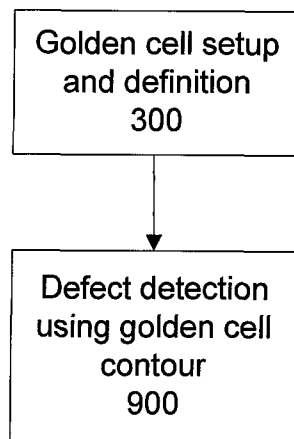 Golden cell setup
and definition
300
Defect detection
using golden cell
contour
900